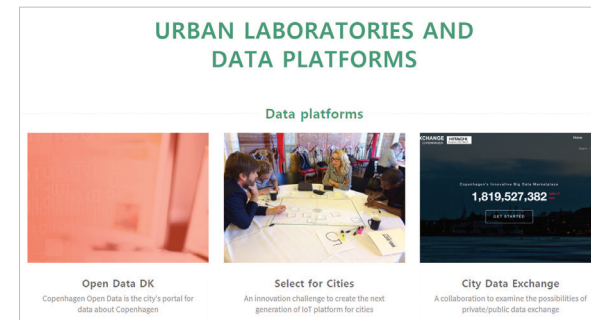 URBAN LABORATORIES AND
DATA PLATFORMS
Data platforms
XCHANGE HITACHI
Home
Copenhagen's Innovative Big Data Marketplace
1,819,527,382
GET STARTED
Open Data DK
Copenhagen Open Data is the city's portal for
data about Copenhagen
Select for Cities
An innovation challenge to create the next
generation of IoT platform for cities
City Data Exchange
A collaboration to examine the possibilities of
private/public data exchange